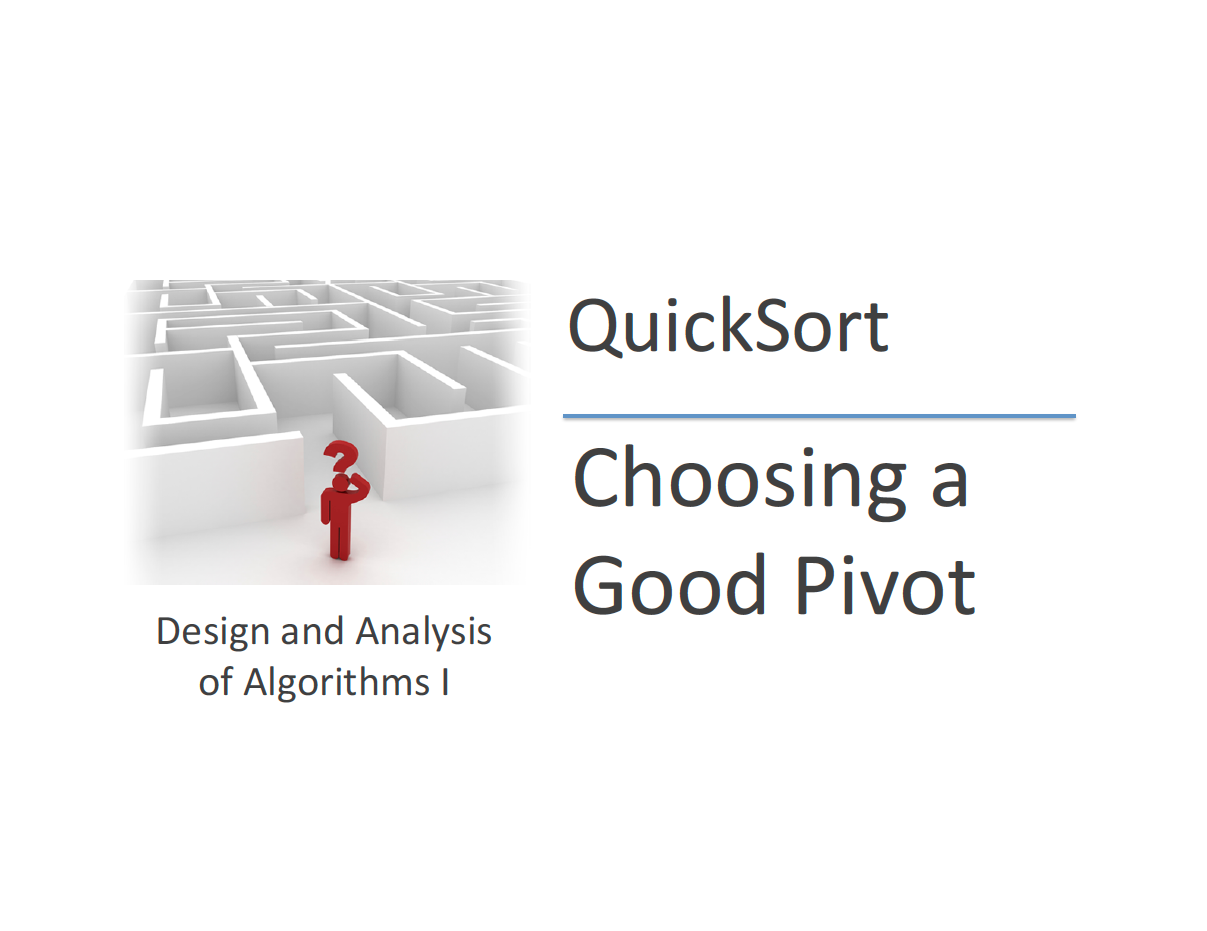 QuickSort
Choosing a
Good Pivot
Design and Analysis
of Algorithms I